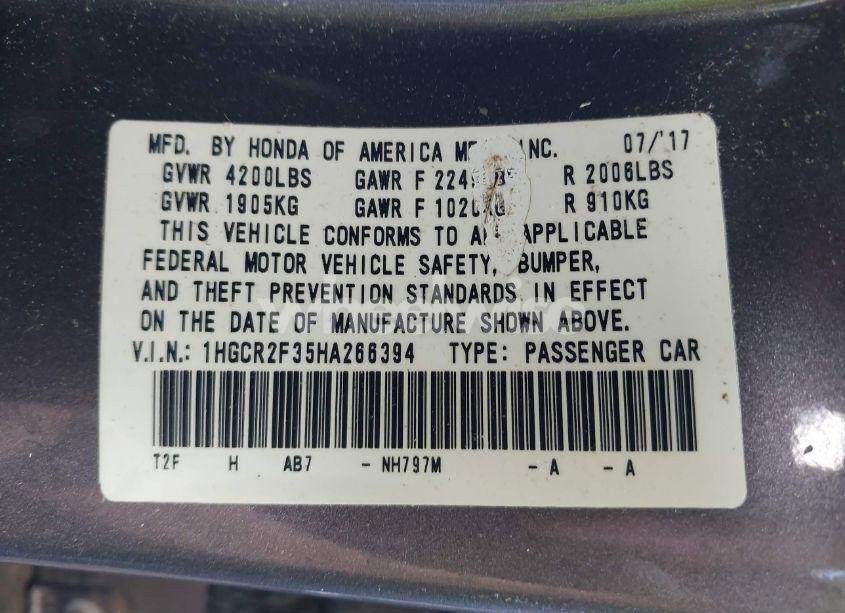 MFD. BY HONDA OF AMERICA INC. 07/'17
GVWR 4200LBS GAWR F R 2006LBS
GVWR 1905KG GAWR F R 910KG
THIS VEHICLE CONFORMS TO APPLICABLE
FEDERAL MOTOR VEHICLE SAFETY, BUMPER,
AND THEFT PREVENTION STANDARDS IN EFFECT
ON THE DATE OF MANUFACTURE SHOWN ABOVE.
V.I.N.: 1HGCR2F35HA266394 TYPE: PASSENGER CAR
T2F H AB7 - NH797M - A - A